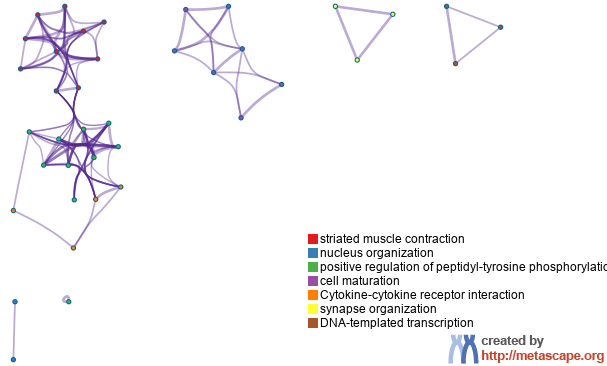 striated muscle contraction
nucleus organization
positive regulation of peptidyl-tyrosine phosphorylatio
cell maturation
Cytokine-cytokine receptor interaction
synapse organization
DNA-templated transcription
created by
http://metascape.org